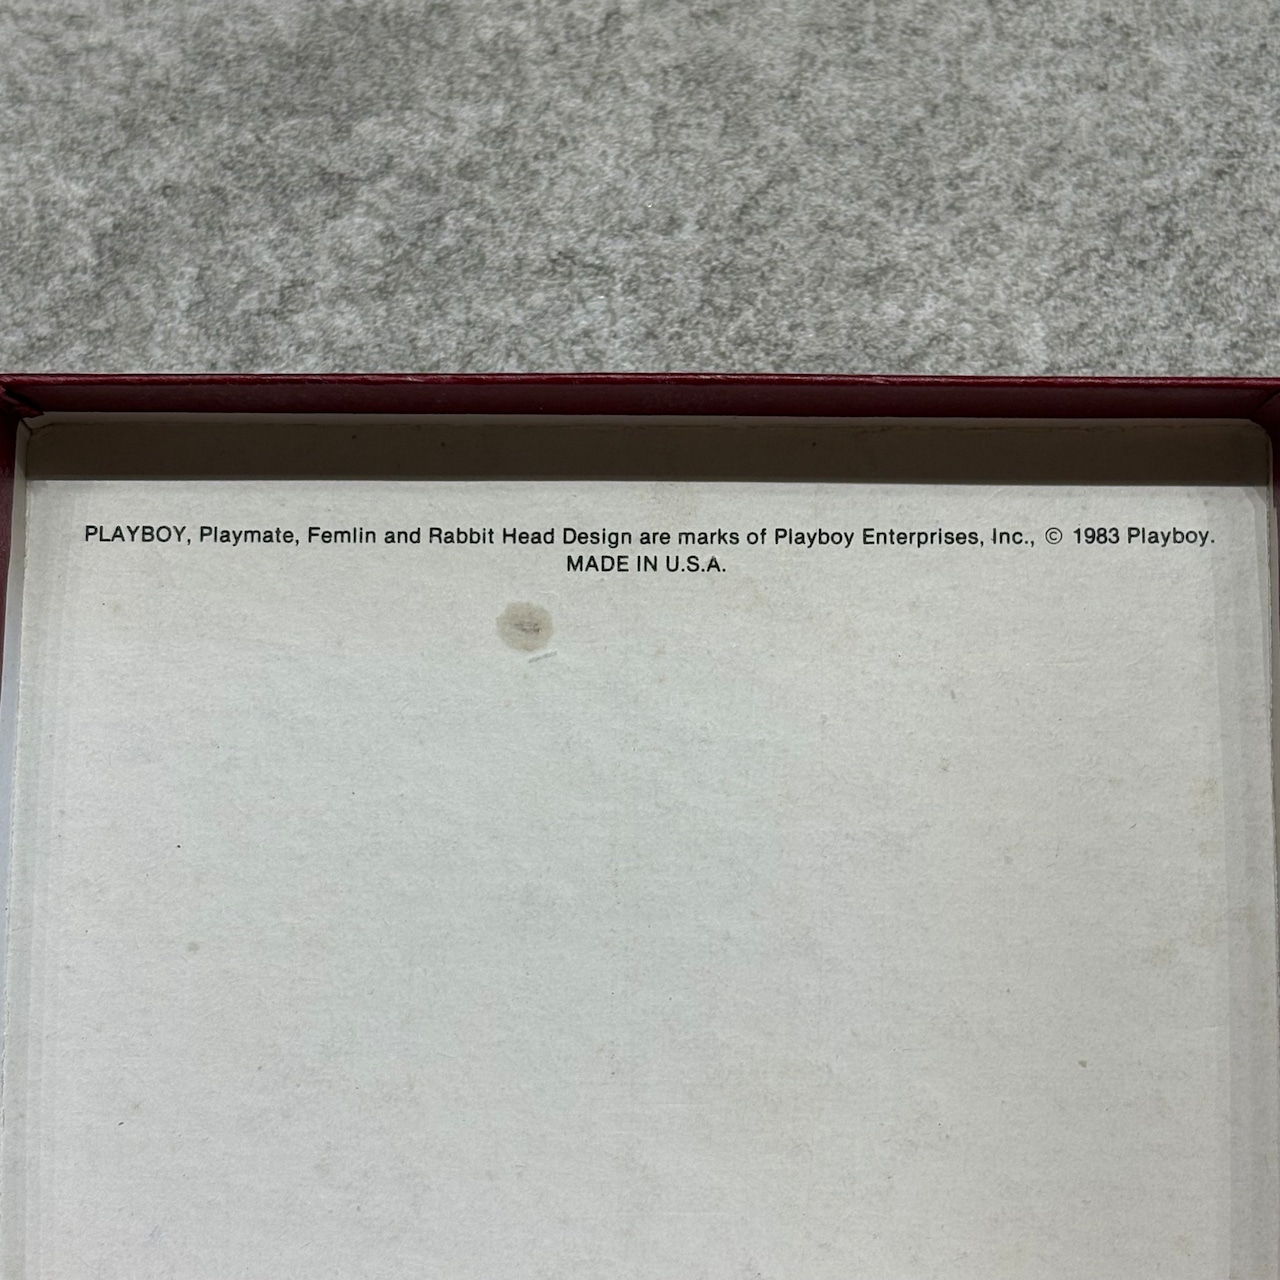 PLAYBOY, Playmate, Femlin and Rabbit Head Design are marks of Playboy Enterprises, Inc., © 1983 Playboy.
MADE IN U.S.A.